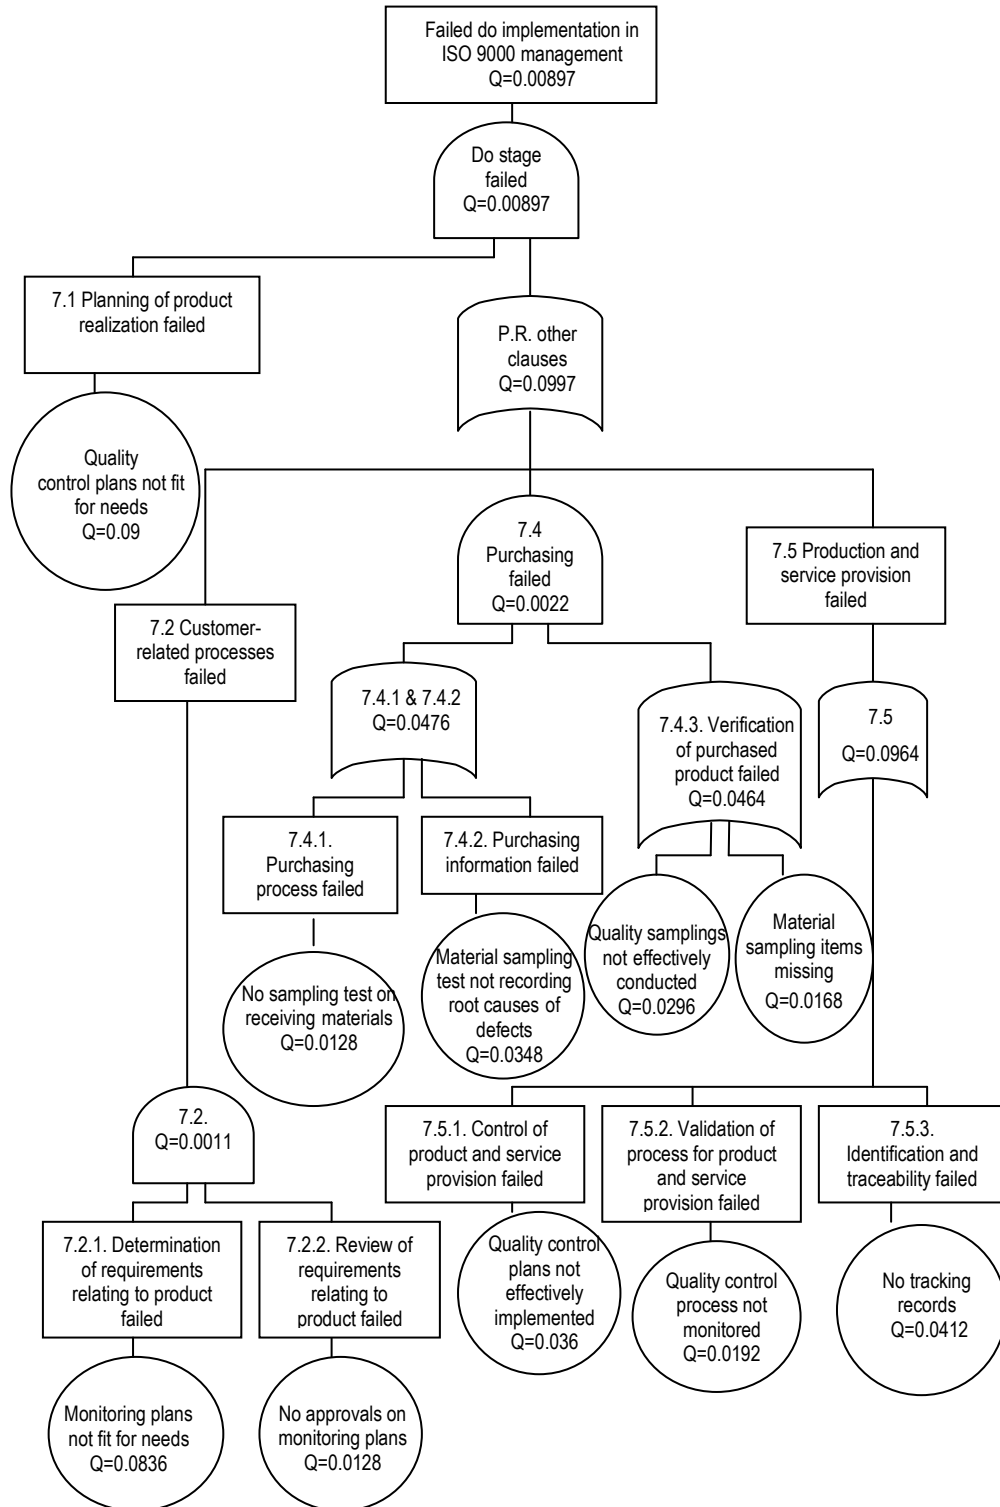 Failed do implementation in
ISO 9000 management
Q=0.00897
Do stage
failed
Q=0.00897
7.1 Planning of product
realization failed
P.R. other
clauses
Q=0.0997
Quality
control plans not fit
for needs
Q=0.09
7.4
Purchasing
failed
Q=0.0022
7.5 Production and
service provision
failed
7.2 Customer-
related processes
failed
7.4.1 & 7.4.2
Q=0.0476
7.4.3. Verification
of purchased
product failed
Q=0.0464
7.5
Q=0.0964
7.4.1.
Purchasing
process failed
7.4.2. Purchasing
information failed
No sampling test on
receiving materials
Q=0.0128
Material sampling
test not recording
root causes of
defects
Q=0.0348
Quality samplings
not effectively
conducted
Q=0.0296
Material
sampling items
missing
Q=0.0168
7.2.
Q=0.0011
7.5.1. Control of
product and service
provision failed
7.5.2. Validation of
process for product
and service
provision failed
7.5.3.
Identification and
traceability failed
7.2.1. Determination
of requirements
relating to product
failed
7.2.2. Review of
requirements
relating to
product failed
Quality control
plans not
effectively
implemented
Q=0.036
Quality control
process not
monitored
Q=0.0192
No tracking
records
Q=0.0412
Monitoring plans
not fit for needs
Q=0.0836
No approvals on
monitoring plans
Q=0.0128